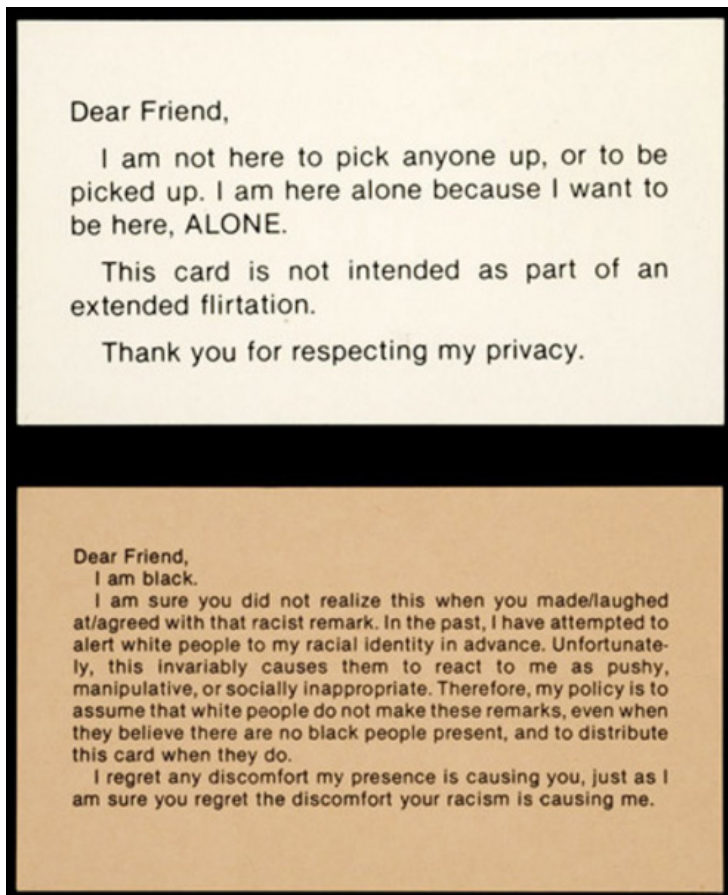 Dear Friend,
I am not here to pick anyone up, or to be
picked up. I am here alone because I want to
be here, ALONE.
This card is not intended as part of an
extended flirtation.
Thank you for respecting my privacy.
Dear Friend,
I am black.
I am sure you did not realize this when you made/laughed
at/agreed with that racist remark. In the past, I have attempted to
alert white people to my racial identity in advance. Unfortunate-
ly, this invariably causes them to react to me as pushy,
manipulative, or socially inappropriate. Therefore, my policy is to
assume that white people do not make these remarks, even when
they believe there are no black people present, and to distribute
this card when they do.
I regret any discomfort my presence is causing you, just as I
am sure you regret the discomfort your racism is causing me.